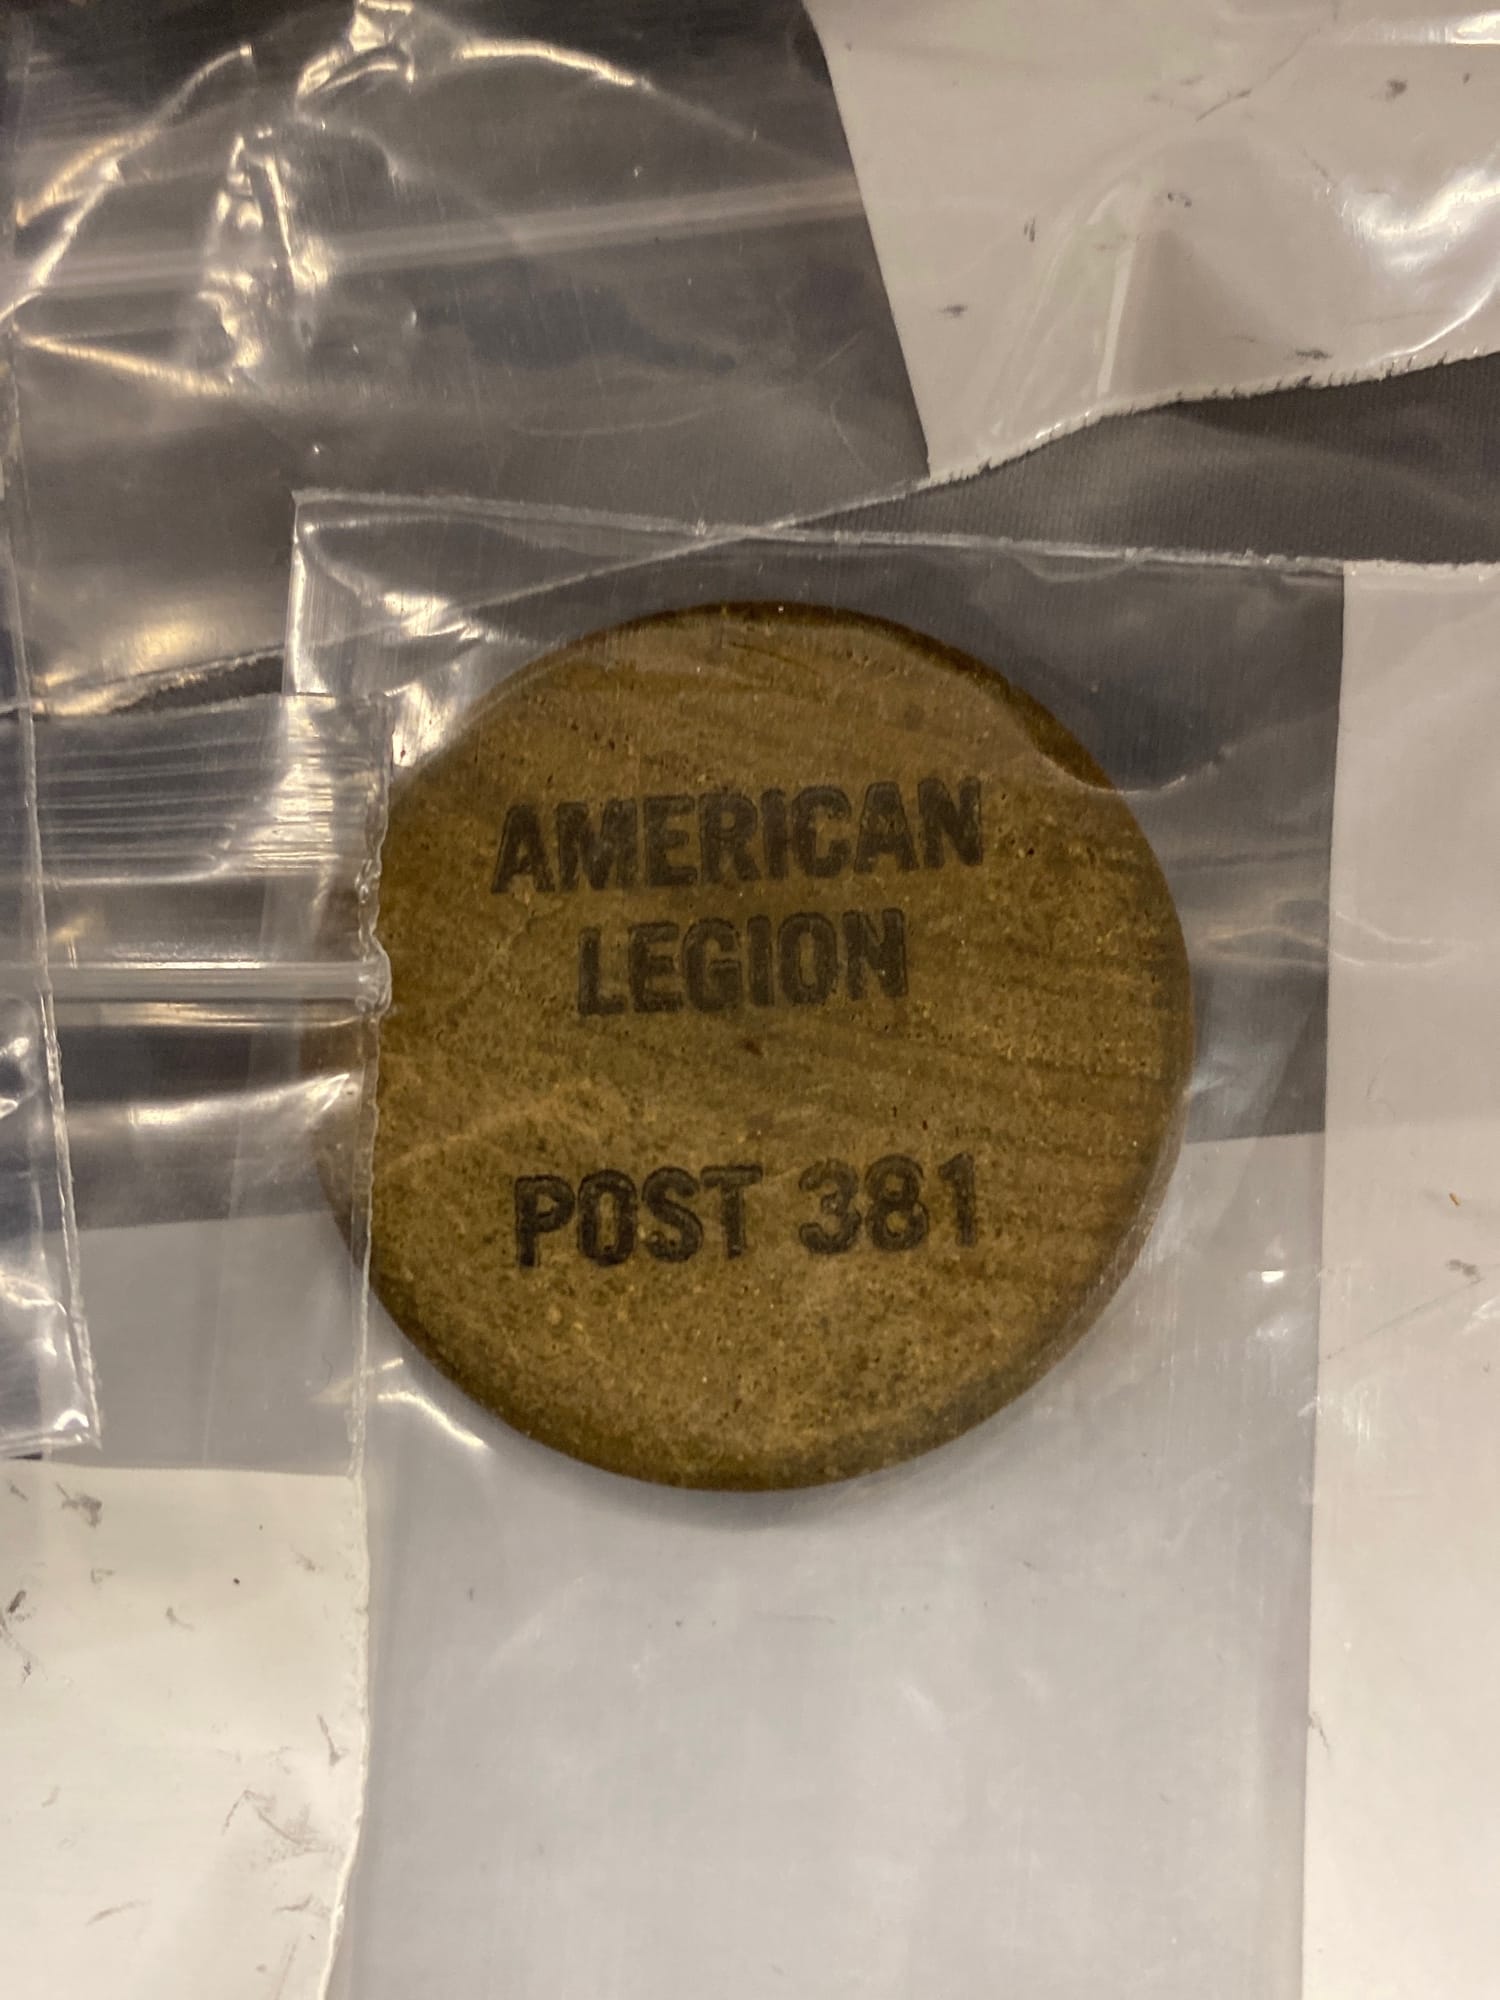 AMERICAN
LEGION
POST 381